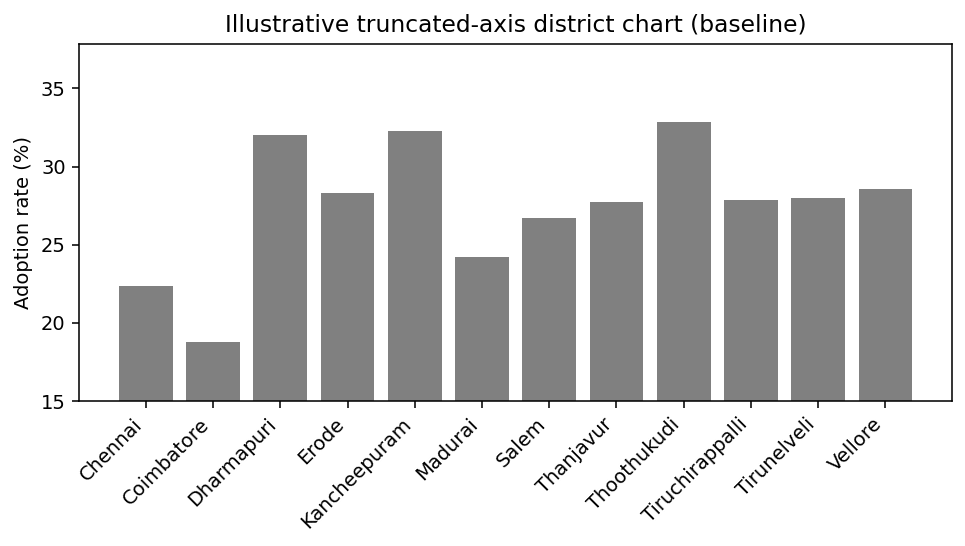 Illustrative truncated-axis district chart (baseline)
Adoption rate (%)
35
30
25
20
15
Chennai
Coimbatore
Dharmapuri
Erode
Kancheepuram
Madurai
Salem
Thanjavur
Thoothukudi
Tiruchirappalli
Tirunelveli
Vellore